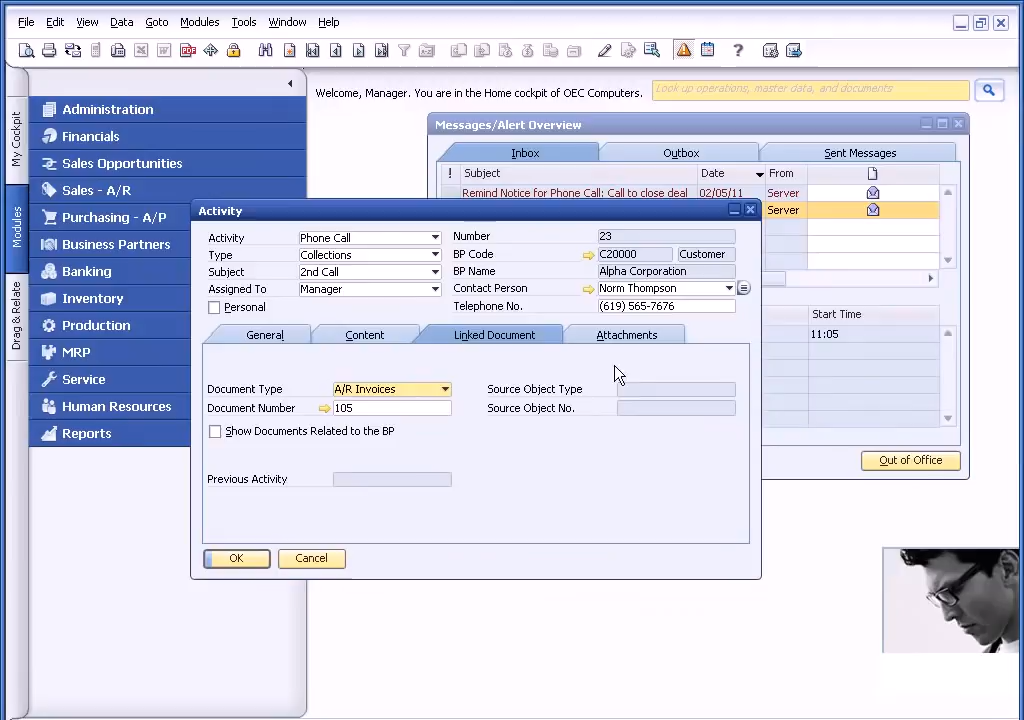 File Edit View Data Goto Modules Tools Window Help
Welcome, Manager. You are in the Home cockpit of OEC Computers.
Look up operations, master data, and documents
My Cockpit
Modules
Drag & Relate
Administration
Financials
Sales Opportunities
Sales - A/R
Purchasing - A/P
Business Partners
Banking
Inventory
Production
MRP
Service
Human Resources
Reports
Messages/Alert Overview
Inbox Outbox Sent Messages
! Subject Date From
Remind Notice for Phone Call: Call to close deal 02/05/11 Server
Server
Start Time
11:05
Out of Office
Activity
Activity Phone Call Number 23
Type Collections BP Code C20000 Customer
Subject 2nd Call BP Name Alpha Corporation
Assigned To Manager Contact Person Norm Thompson
Personal Telephone No. (619) 565-7676
General Content Linked Document Attachments
Document Type A/R Invoices Source Object Type
Document Number 105 Source Object No.
Show Documents Related to the BP
Previous Activity
OK Cancel